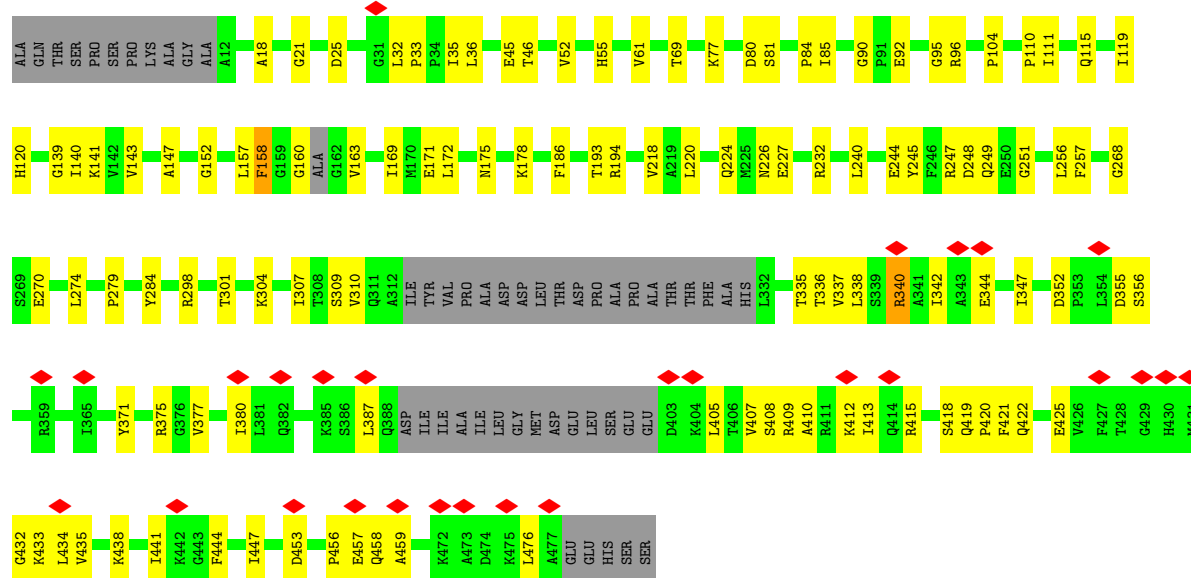 ALA GLN THR SER PRO SER PRO LYS ALA GLY ALA A12 A18 G21 D25 G31 L32 P33 P34 I35 L36 E45 T46 V52 H55 V61 T69 K77 D80 S81 P84 I85 G90 P91 E92 G95 R96 P104 P110 I111 Q115 I119
H120 G139 I140 K141 V142 V143 A147 G152 L157 F158 G159 G160 ALA G162 V163 I169 M170 E171 L172 N175 K178 F186 T193 R194 V218 A219 L220 Q224 M225 N226 E227 R232 L240 E244 Y245 F246 R247 D248 Q249 E250 G251 L256 F257 G268
S269 E270 L274 P279 Y284 R298 T301 K304 I307 T308 S309 V310 Q311 A312 ILE TYR VAL PRO ALA ASP ASP LEU THR ASP PRO ALA PRO ALA THR THR PHE ALA HIS L332 T335 T336 V337 L338 S339 R340 A341 I342 A343 E344 I347 D352 P353 L354 D355 S356
R359 I365 Y371 R375 G376 V377 I380 L381 Q382 K385 S386 L387 Q388 ASP ILE ILE ALA ILE LEU GLY MET ASP GLU LEU SER GLU GLU D403 K404 L405 T406 V407 S408 R409 A410 R411 K412 I413 Q414 R415 S418 Q419 P420 F421 Q422 E425 V426 F427 T428 G429 H430
G432 K433 L434 V435 K438 I441 K442 G443 F444 I447 D453 P456 E457 Q458 A459 K472 A473 D474 K475 L476 A477 GLU GLU HIS SER SER